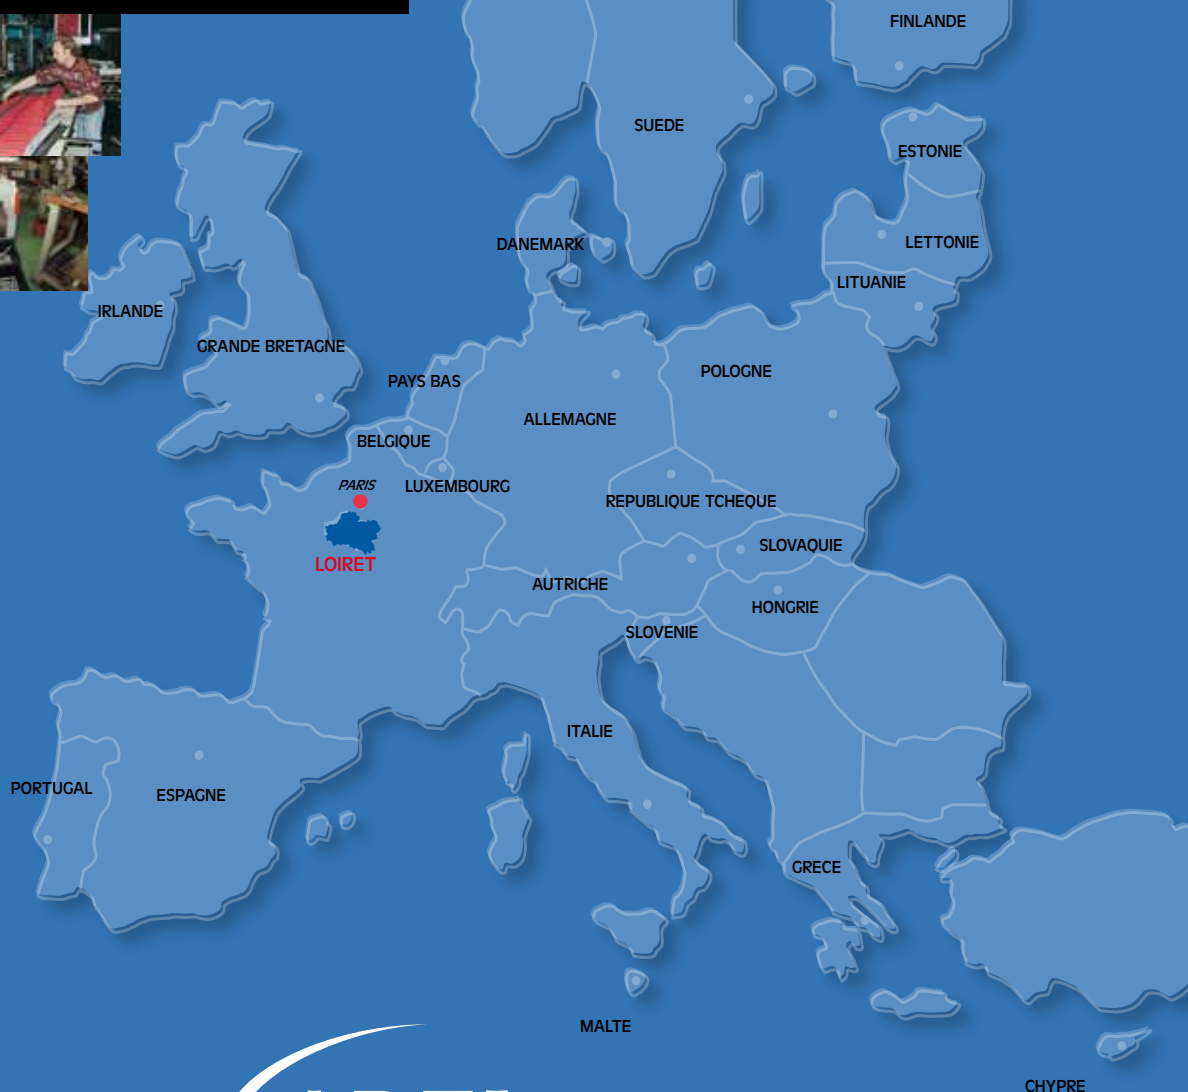 FINLANDE
SUEDE
ESTONIE
DANEMARK
LETTONIE
LITUANIE
IRLANDE
GRANDE BRETAGNE
PAYS BAS
POLOGNE
ALLEMAGNE
BELGIQUE
PARIS
LUXEMBOURG
REPUBLIQUE TCHEQUE
SLOVAQUIE
LOIRET
AUTRICHE
HONGRIE
SLOVENIE
ITALIE
PORTUGAL
ESPAGNE
GRECE
MALTE
CHYPRE